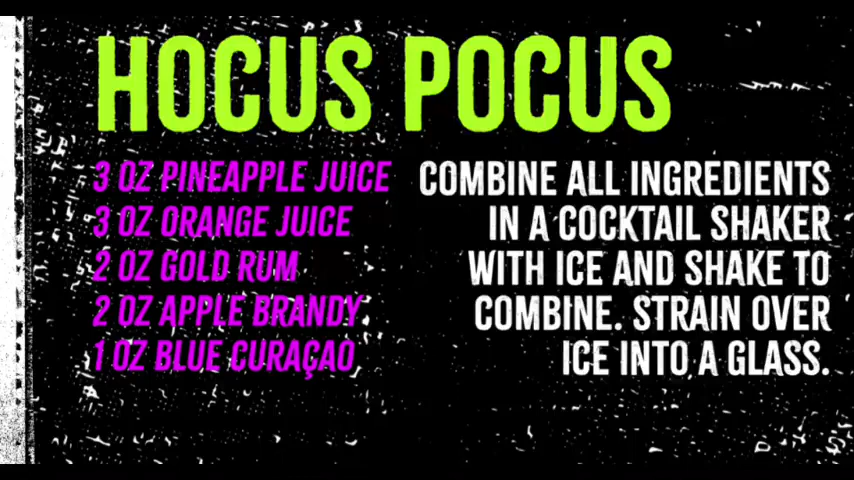 HOCUS POCUS
3 OZ PINEAPPLE JUICE
3 OZ ORANGE JUICE
2 OZ GOLD RUM
2 OZ APPLE BRANDY
1 OZ BLUE CURAÇAO
COMBINE ALL INGREDIENTS
IN A COCKTAIL SHAKER
WITH ICE AND SHAKE TO
COMBINE. STRAIN OVER
ICE INTO A GLASS.